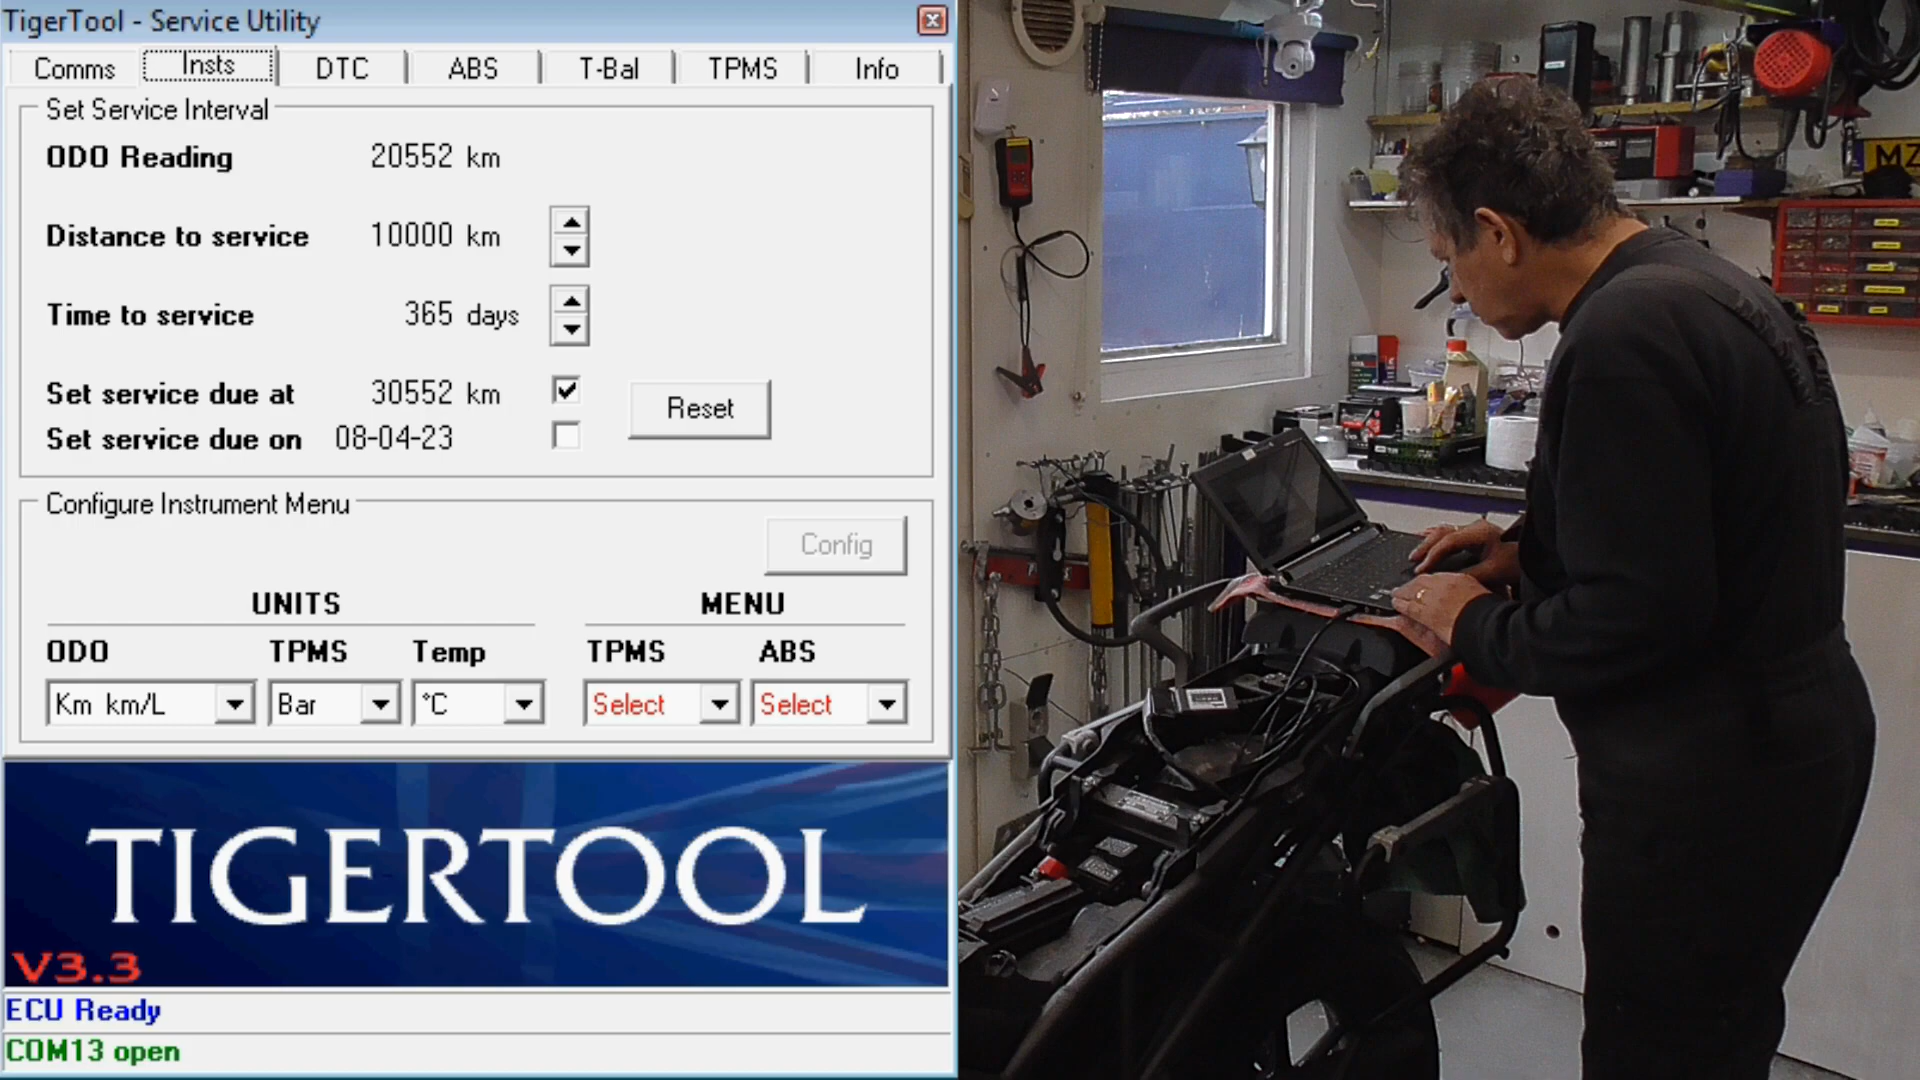 TigerTool - Service Utility
Comms Insts DTC ABS T-Bal TPMS Info
Set Service Interval
ODO Reading 20552 km
Distance to service 10000 km
Time to service 365 days
Set service due at 30552 km
Reset
Set service due on 08-04-23
Configure Instrument Menu
Config
UNITS MENU
ODO TPMS Temp TPMS ABS
Km km/L Bar °C Select Select
TIGERTOOL
V3.3
ECU Ready
COM13 open
MZ